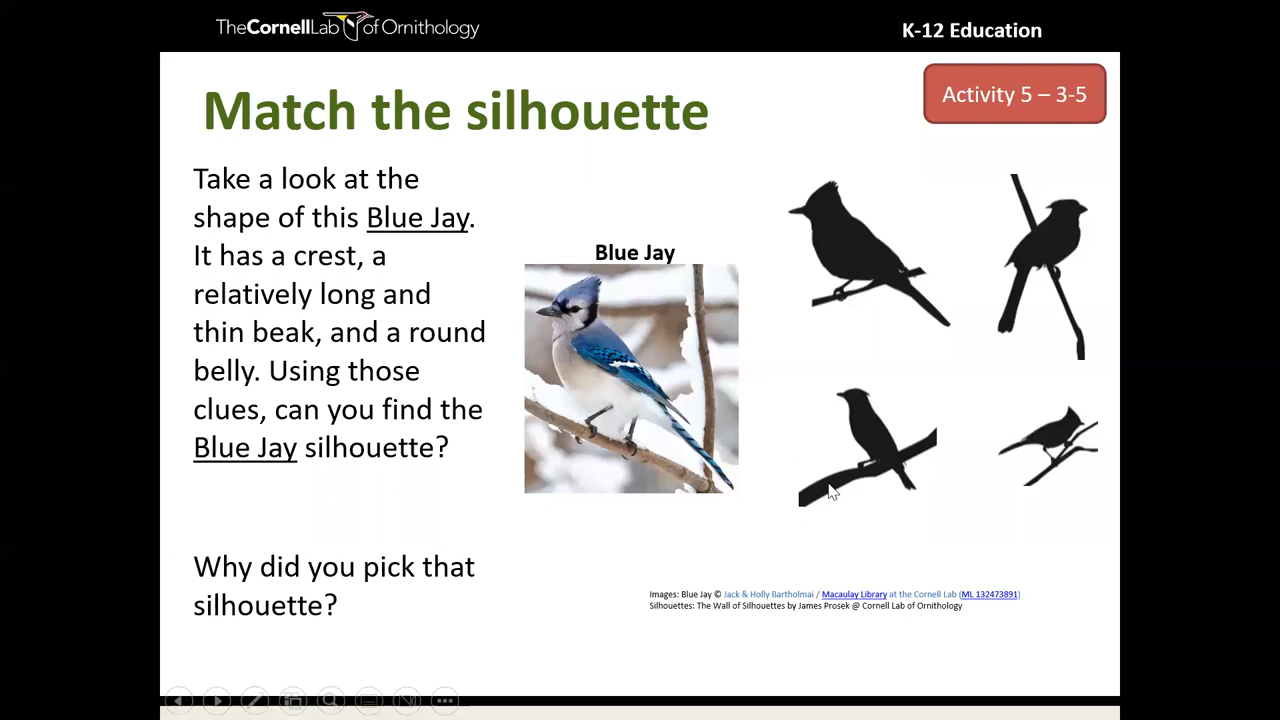 TheCornellLab of Ornithology
K-12 Education
Match the silhouette
Activity 5 – 3-5
Take a look at the
shape of this Blue Jay.
It has a crest, a
relatively long and
thin beak, and a round
belly. Using those
clues, can you find the
Blue Jay silhouette?
Blue Jay
Why did you pick that
silhouette?
Images: Blue Jay © Jack & Holly Bartholmai / Macaulay Library at the Cornell Lab (ML 132473891)
Silhouettes: The Wall of Silhouettes by James Prosek @ Cornell Lab of Ornithology